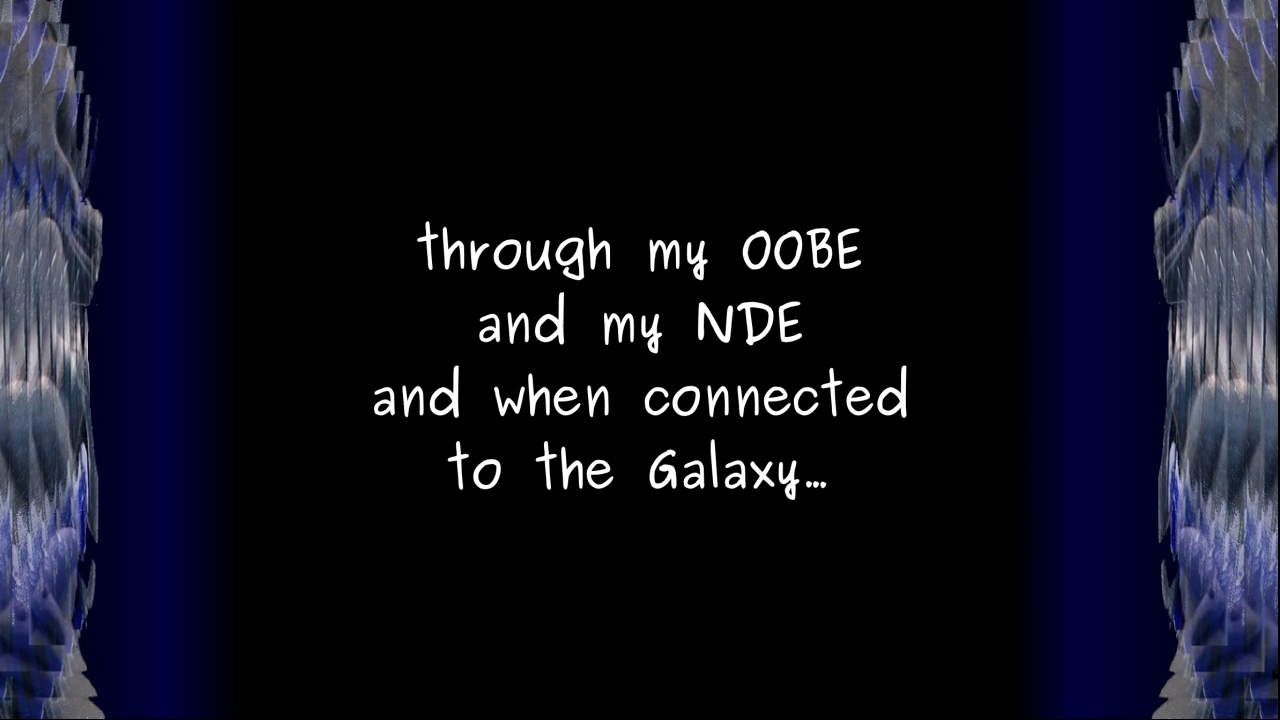 through my OOBE
and my NDE
and when connected
to the Galaxy...